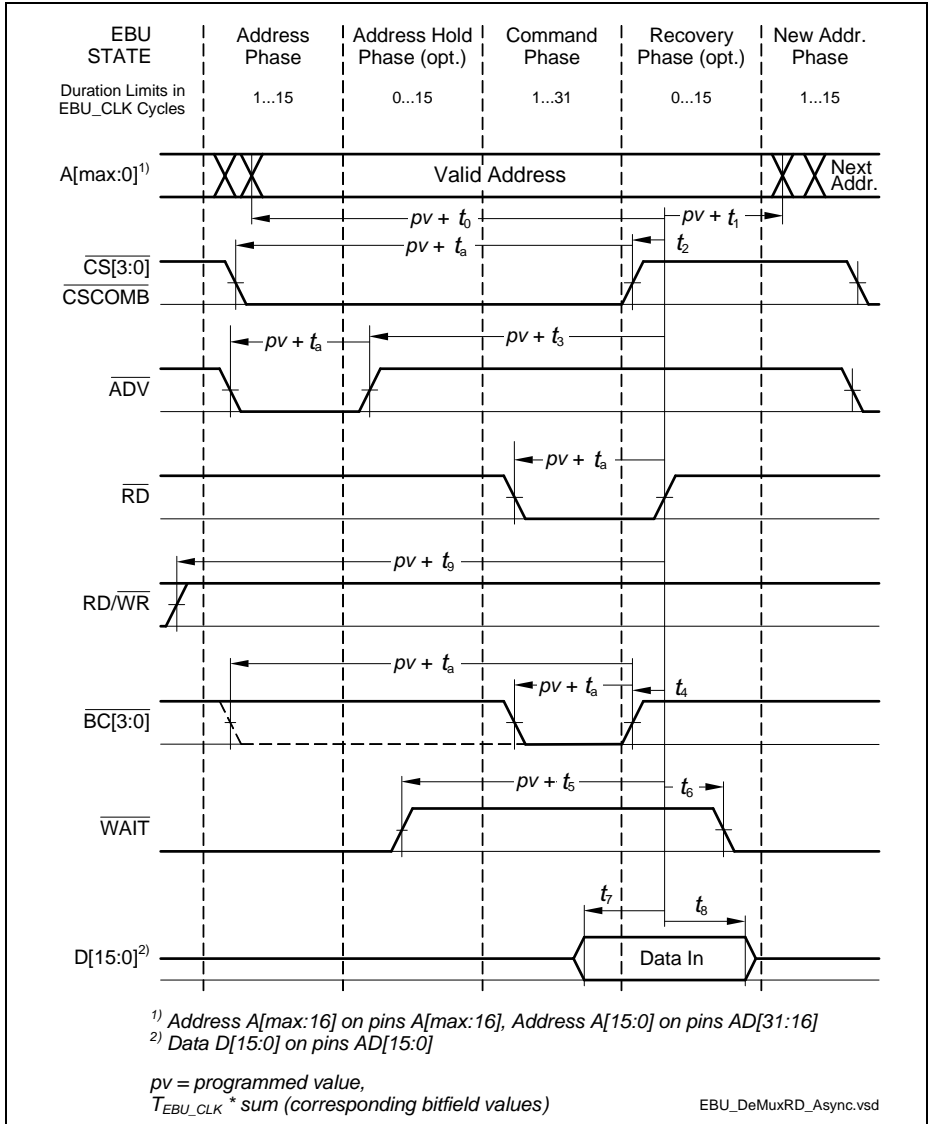 EBU STATE
Address Phase
Address Hold Phase (opt.)
Command Phase
Recovery Phase (opt.)
New Addr. Phase
Duration Limits in EBU_CLK Cycles
1...15
0...15
1...31
0...15
1...15
A[max:0]1)
Valid Address
Next Addr.
pv + t0
pv + t1
pv + ta
t2
CS[3:0]
CSCOMB
pv + ta
pv + t3
ADV
pv + ta
RD
pv + t9
RD/WR
pv + ta
pv + ta
t4
BC[3:0]
pv + t5
t6
WAIT
t7
t8
D[15:0]2)
Data In
1) Address A[max:16] on pins A[max:16], Address A[15:0] on pins AD[31:16]
2) Data D[15:0] on pins AD[15:0]
pv = programmed value,
TEBU_CLK * sum (corresponding bitfield values)
EBU_DeMuxRD_Async.vsd